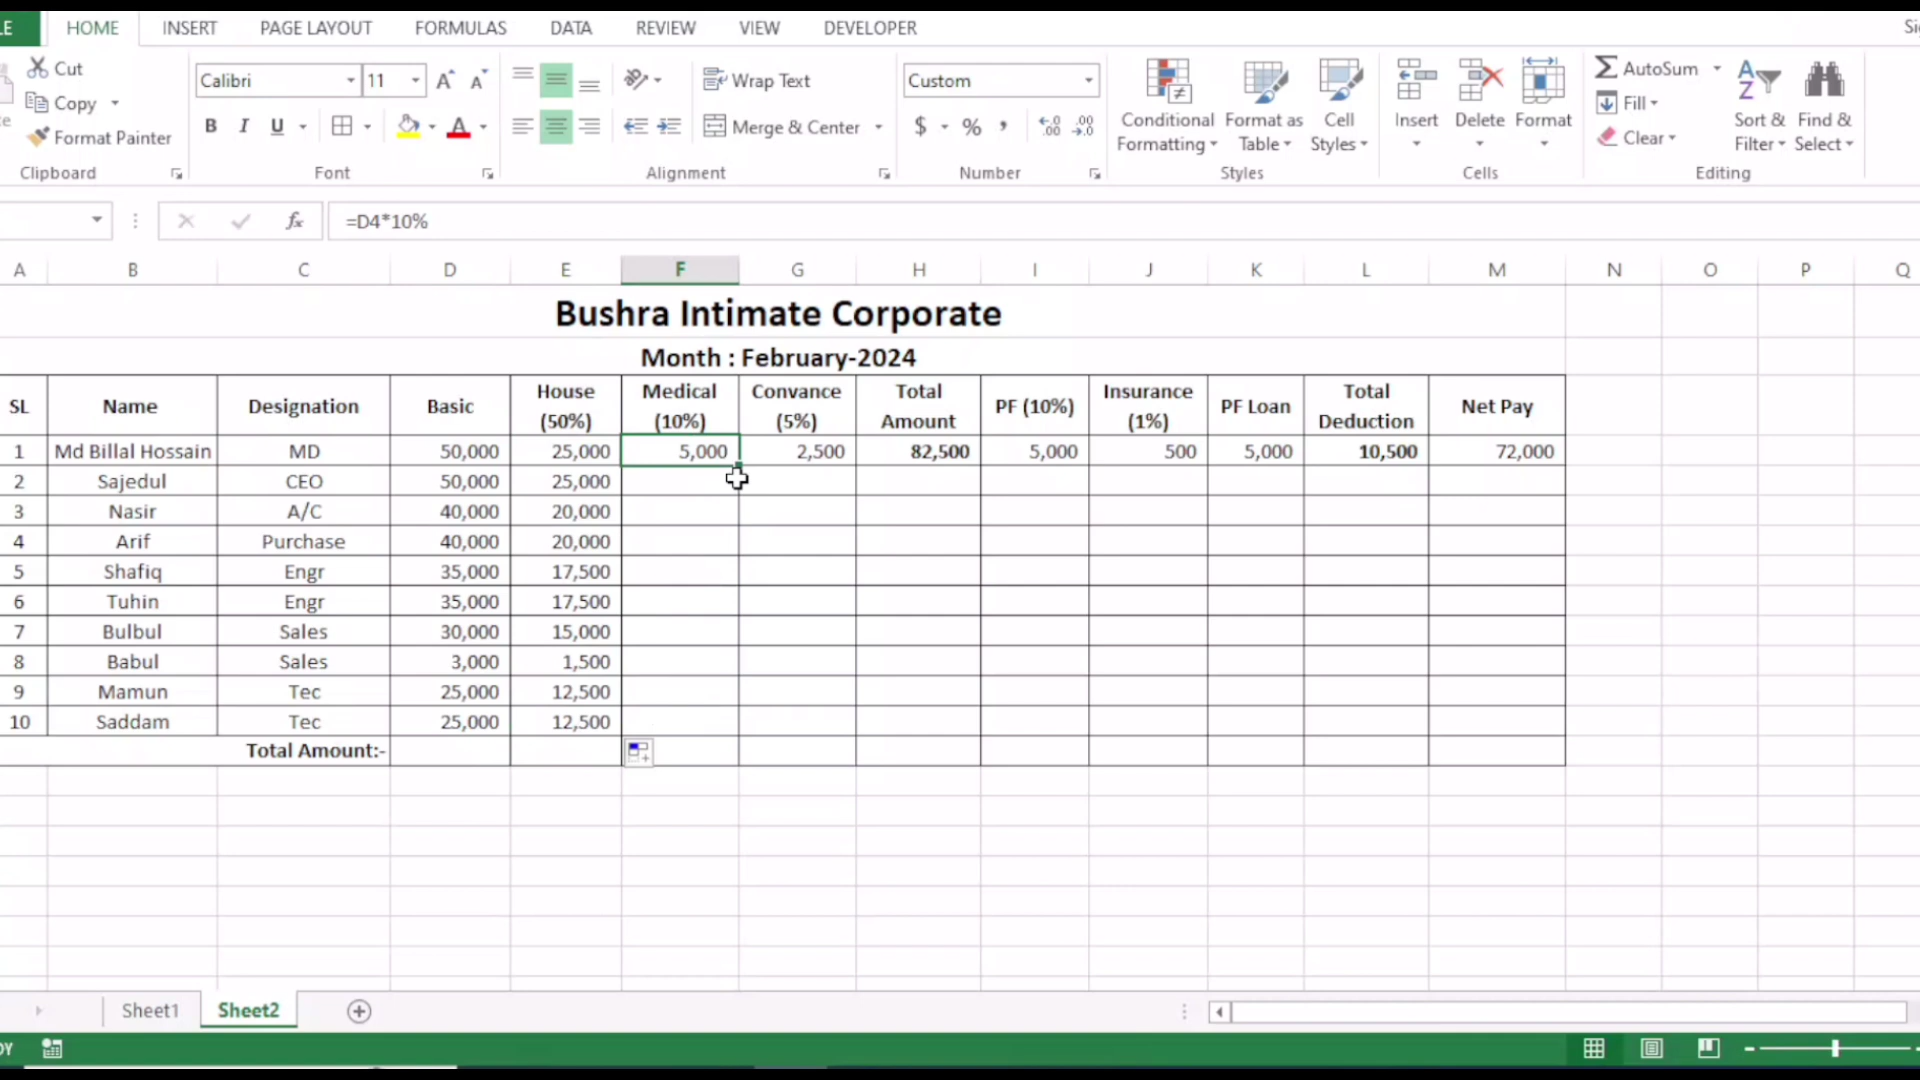 LE HOME INSERT PAGE LAYOUT FORMULAS DATA REVIEW VIEW DEVELOPER
Cut
Copy
Format Painter
Clipboard
Calibri 11
B I U
Font
Wrap Text
Merge & Center
Alignment
Custom
$ % ,
Number
Conditional
Formatting
Format as
Table
Cell
Styles
Styles
Insert
Delete
Format
Cells
AutoSum
Fill
Clear
Sort &
Filter
Find &
Select
Editing
fx =D4*10%
A B C D E F G H I J K L M N O P Q
Bushra Intimate Corporate
Month : February-2024
SL Name Designation Basic House (50%) Medical (10%) Convance (5%) Total Amount PF (10%) Insurance (1%) PF Loan Total Deduction Net Pay
1 Md Billal Hossain MD 50,000 25,000 5,000 2,500 82,500 5,000 500 5,000 10,500 72,000
2 Sajedul CEO 50,000 25,000
3 Nasir A/C 40,000 20,000
4 Arif Purchase 40,000 20,000
5 Shafiq Engr 35,000 17,500
6 Tuhin Engr 35,000 17,500
7 Bulbul Sales 30,000 15,000
8 Babul Sales 3,000 1,500
9 Mamun Tec 25,000 12,500
10 Saddam Tec 25,000 12,500
Total Amount:-
Sheet1 Sheet2